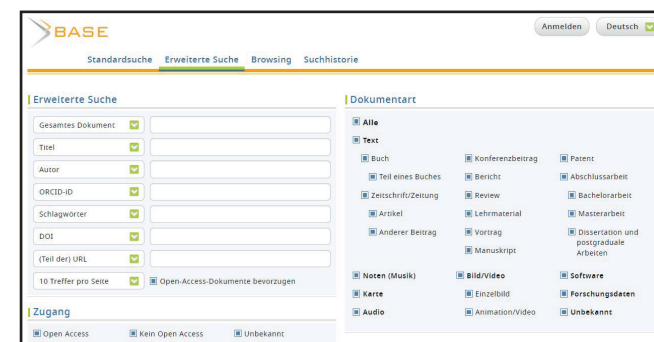 BASE
Anmelden Deutsch
Standardsuche Erweiterte Suche Browsing Suchhistorie
Erweiterte Suche
Gesamtes Dokument
Titel
Autor
ORCID-iD
Schlagwörter
DOI
(Teil der) URL
10 Treffer pro Seite Open-Access-Dokumente bevorzugen
Zugang
Open Access Kein Open Access Unbekannt
Dokumentart
Alle
Text
Buch Konferenzbeitrag Patent
Teil eines Buches Bericht Abschlussarbeit
Zeitschrift/Zeitung Review Bachelorarbeit
Artikel Lehrmaterial Masterarbeit
Anderer Beitrag Vortrag Dissertation und
postgraduale
Manuskript Arbeiten
Noten (Musik) Bild/Video Software
Karte Einzelbild Forschungsdaten
Audio Animation/Video Unbekannt